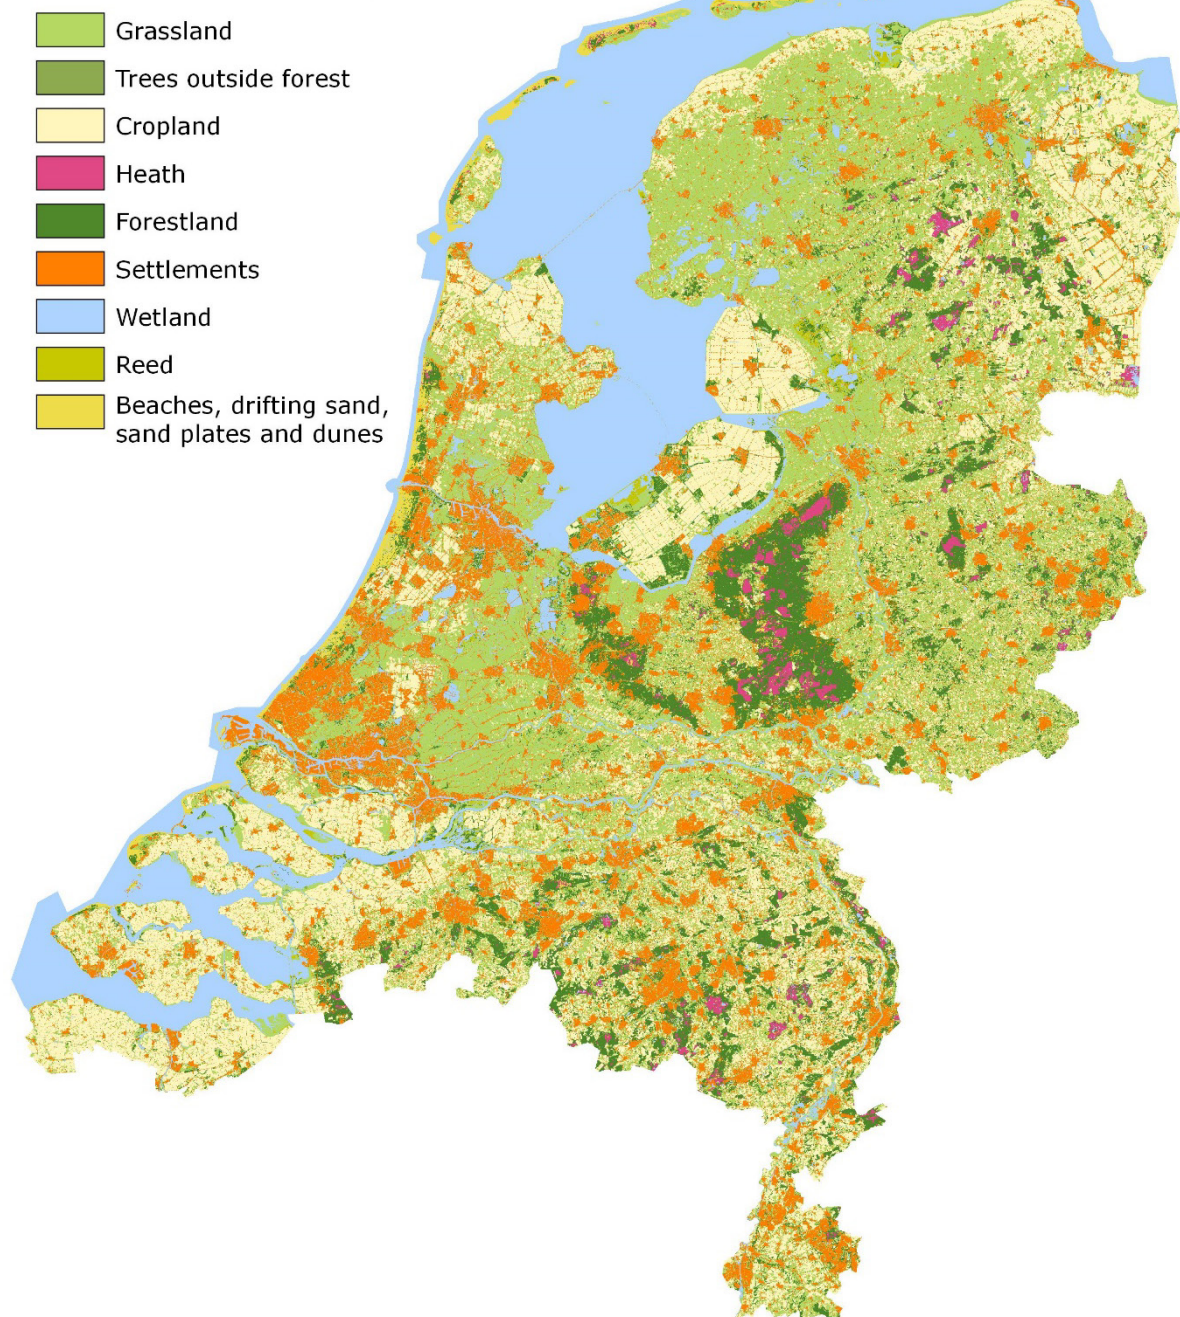 Grassland
Trees outside forest
Cropland
Heath
Forestland
Settlements
Wetland
Reed
Beaches, drifting sand,
sand plates and dunes